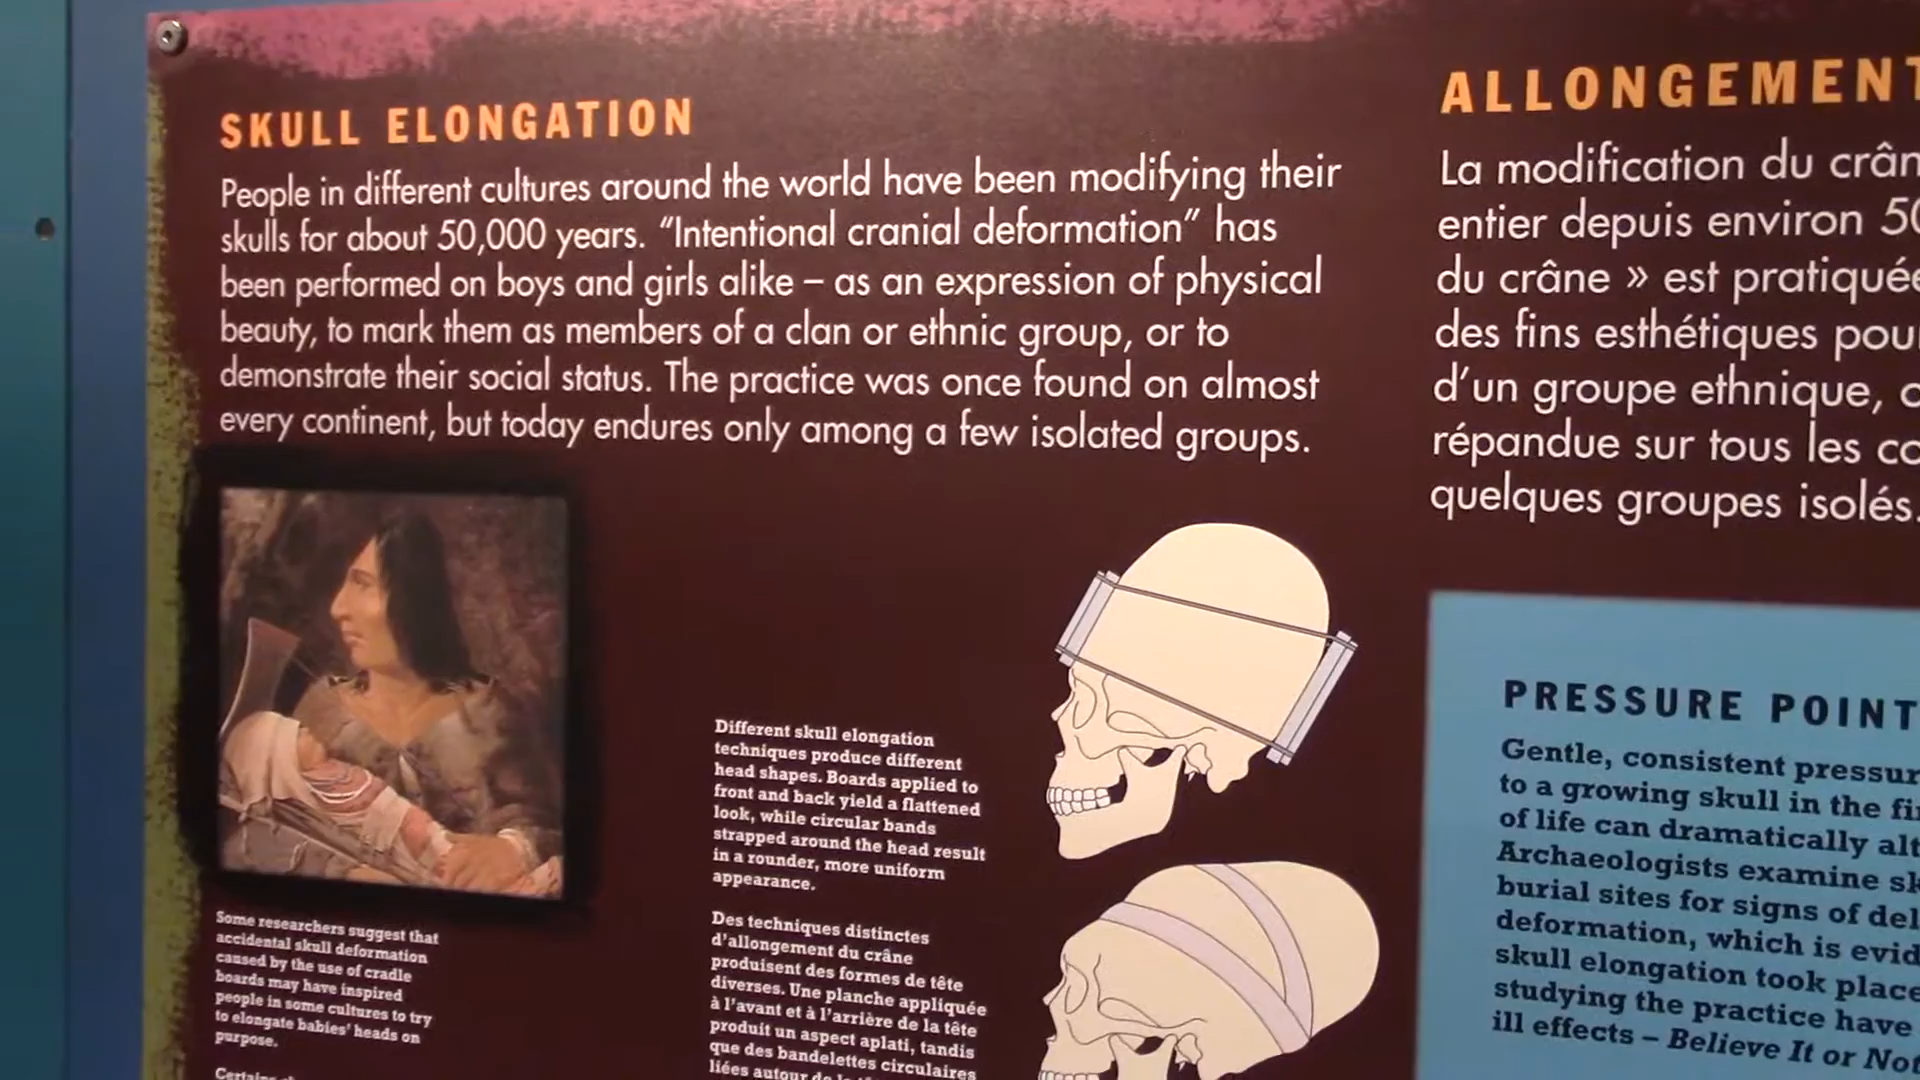 SKULL ELONGATION
People in different cultures around the world have been modifying their
skulls for about 50,000 years. “Intentional cranial deformation” has
been performed on boys and girls alike – as an expression of physical
beauty, to mark them as members of a clan or ethnic group, or to
demonstrate their social status. The practice was once found on almost
every continent, but today endures only among a few isolated groups.
Some researchers suggest that
accidental skull deformation
caused by the use of cradle
boards may have inspired
people in some cultures to try
to elongate babies' heads on
purpose.
Different skull elongation
techniques produce different
head shapes. Boards applied to
front and back yield a flattened
look, while circular bands
strapped around the head result
in a rounder, more uniform
appearance.
Des techniques distinctes
d'allongement du crâne
produisent des formes de tête
diverses. Une planche appliquée
à l'avant et à l'arrière de la tête
produit un aspect aplati, tandis
que des bandelettes circulaires
liées autour de la
ALLONGEMENT
La modification du crân
entier depuis environ 50
du crâne » est pratiquée
des fins esthétiques pour
d'un groupe ethnique, o
répandue sur tous les co
quelques groupes isolés.
PRESSURE POINT
Gentle, consistent pressur
to a growing skull in the fir
of life can dramatically alt
Archaeologists examine sk
burial sites for signs of del
deformation, which is evid
skull elongation took place
studying the practice have
ill effects – Believe It or Not